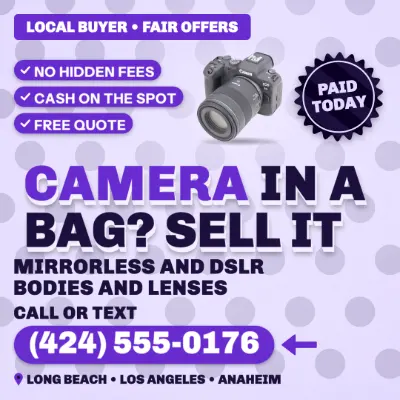 LOCAL BUYER • FAIR OFFERS
NO HIDDEN FEES
CASH ON THE SPOT
FREE QUOTE
Canon
PAID
TODAY
CAMERA IN A
BAG? SELL IT
MIRRORLESS AND DSLR
BODIES AND LENSES
CALL OR TEXT
(424) 555-0176
LONG BEACH • LOS ANGELES • ANAHEIM